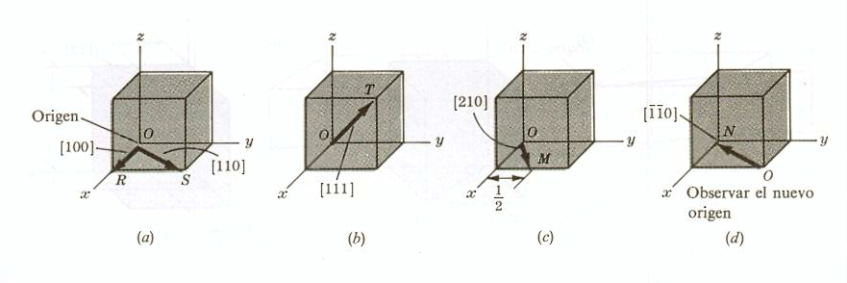 z
Origen
O
y
[100]
[110]
R
S
x
(a)
z
T
O
y
[111]
x
(b)
z
[210]
O
y
M
x
1/2
(c)
z
[1̄1̄0]
N
y
O
x
Observar el nuevo
origen
(d)